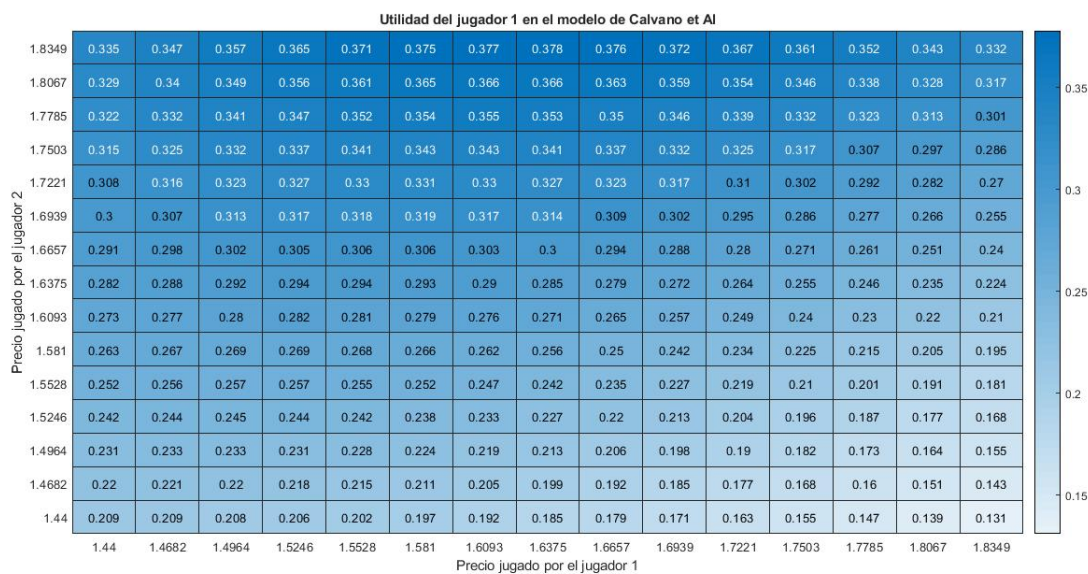 Utilidad del jugador 1 en el modelo de Calvano et Al
1.8349 0.335 0.347 0.357 0.365 0.371 0.375 0.377 0.378 0.376 0.372 0.367 0.361 0.352 0.343 0.332
1.8067 0.329 0.34 0.349 0.356 0.361 0.365 0.366 0.366 0.363 0.359 0.354 0.346 0.338 0.328 0.317
0.35
1.7785 0.322 0.332 0.341 0.347 0.352 0.354 0.355 0.353 0.35 0.346 0.339 0.332 0.323 0.313 0.301
1.7503 0.315 0.325 0.332 0.337 0.341 0.343 0.343 0.341 0.337 0.332 0.325 0.317 0.307 0.297 0.286
1.7221 0.308 0.316 0.323 0.327 0.33 0.331 0.33 0.327 0.323 0.317 0.31 0.302 0.292 0.282 0.27
0.3
1.6939 0.3 0.307 0.313 0.317 0.318 0.319 0.317 0.314 0.309 0.302 0.295 0.286 0.277 0.266 0.255
1.6657 0.291 0.298 0.302 0.305 0.306 0.306 0.303 0.3 0.294 0.288 0.28 0.271 0.261 0.251 0.24
1.6375 0.282 0.288 0.292 0.294 0.294 0.293 0.29 0.285 0.279 0.272 0.264 0.255 0.246 0.235 0.224
0.25
1.6093 0.273 0.277 0.28 0.282 0.281 0.279 0.276 0.271 0.265 0.257 0.249 0.24 0.23 0.22 0.21
1.581 0.263 0.267 0.269 0.269 0.268 0.266 0.262 0.256 0.25 0.242 0.234 0.225 0.215 0.205 0.195
1.5528 0.252 0.256 0.257 0.257 0.255 0.252 0.247 0.242 0.235 0.227 0.219 0.21 0.201 0.191 0.181
0.2
1.5246 0.242 0.244 0.245 0.244 0.242 0.238 0.233 0.227 0.22 0.213 0.204 0.196 0.187 0.177 0.168
1.4964 0.231 0.233 0.233 0.231 0.228 0.224 0.219 0.213 0.206 0.198 0.19 0.182 0.173 0.164 0.155
1.4682 0.22 0.221 0.22 0.218 0.215 0.211 0.205 0.199 0.192 0.185 0.177 0.168 0.16 0.151 0.143
0.15
1.44 0.209 0.209 0.208 0.206 0.202 0.197 0.192 0.185 0.179 0.171 0.163 0.155 0.147 0.139 0.131
1.44 1.4682 1.4964 1.5246 1.5528 1.581 1.6093 1.6375 1.6657 1.6939 1.7221 1.7503 1.7785 1.8067 1.8349
Precio jugado por el jugador 1
Precio jugado por el jugador 2